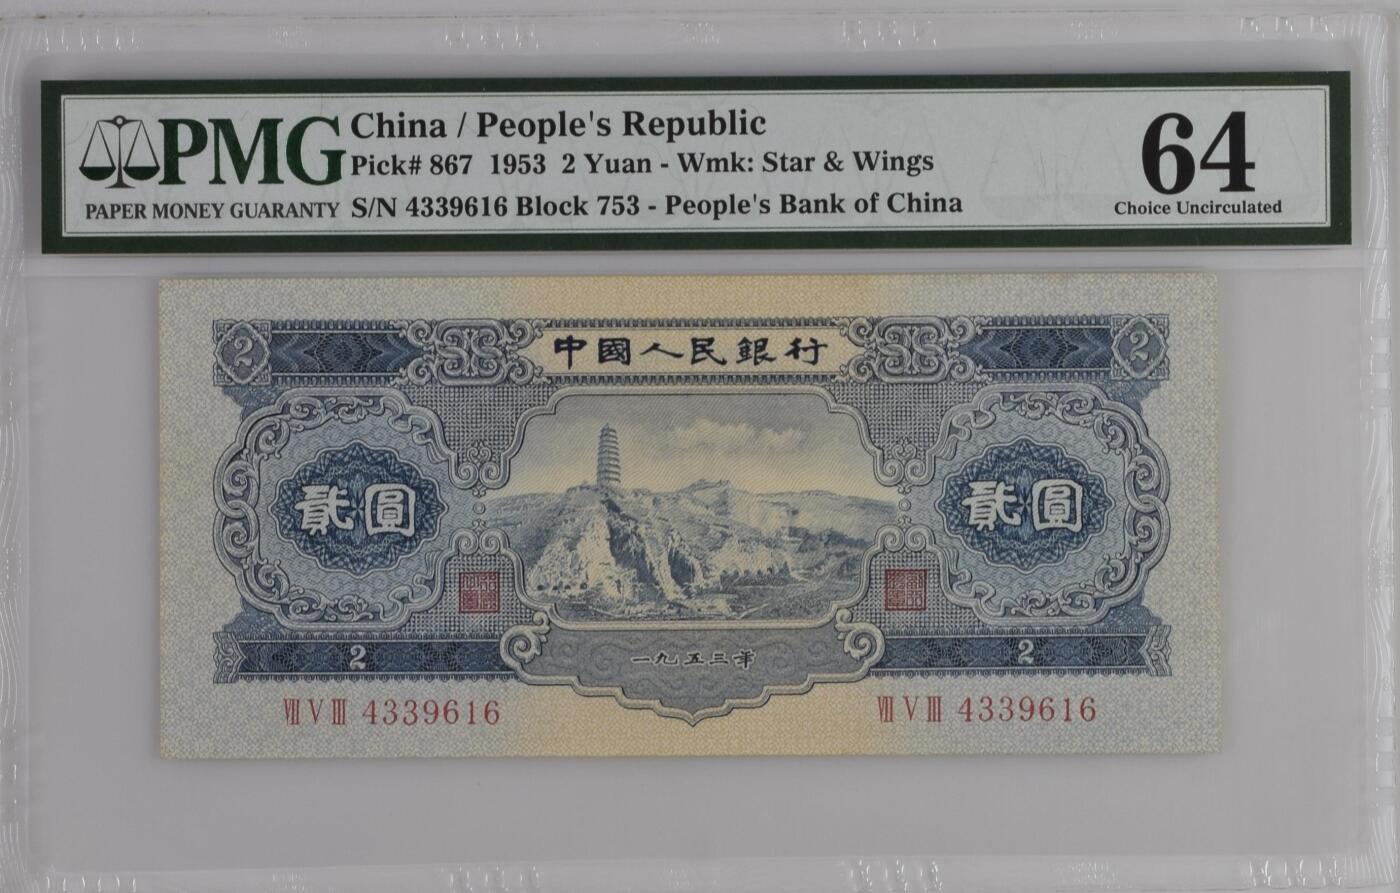 PMG
PAPER MONEY GUARANTY
China / People's Republic
Pick# 867 1953 2 Yuan - Wmk: Star & Wings
S/N 4339616 Block 753 - People's Bank of China
64
Choice Uncirculated
2 中國人民銀行 2
貳圓 貳圓
一九五三年
2 2
Ⅶ Ⅴ Ⅲ 4339616 Ⅶ Ⅴ Ⅲ 4339616